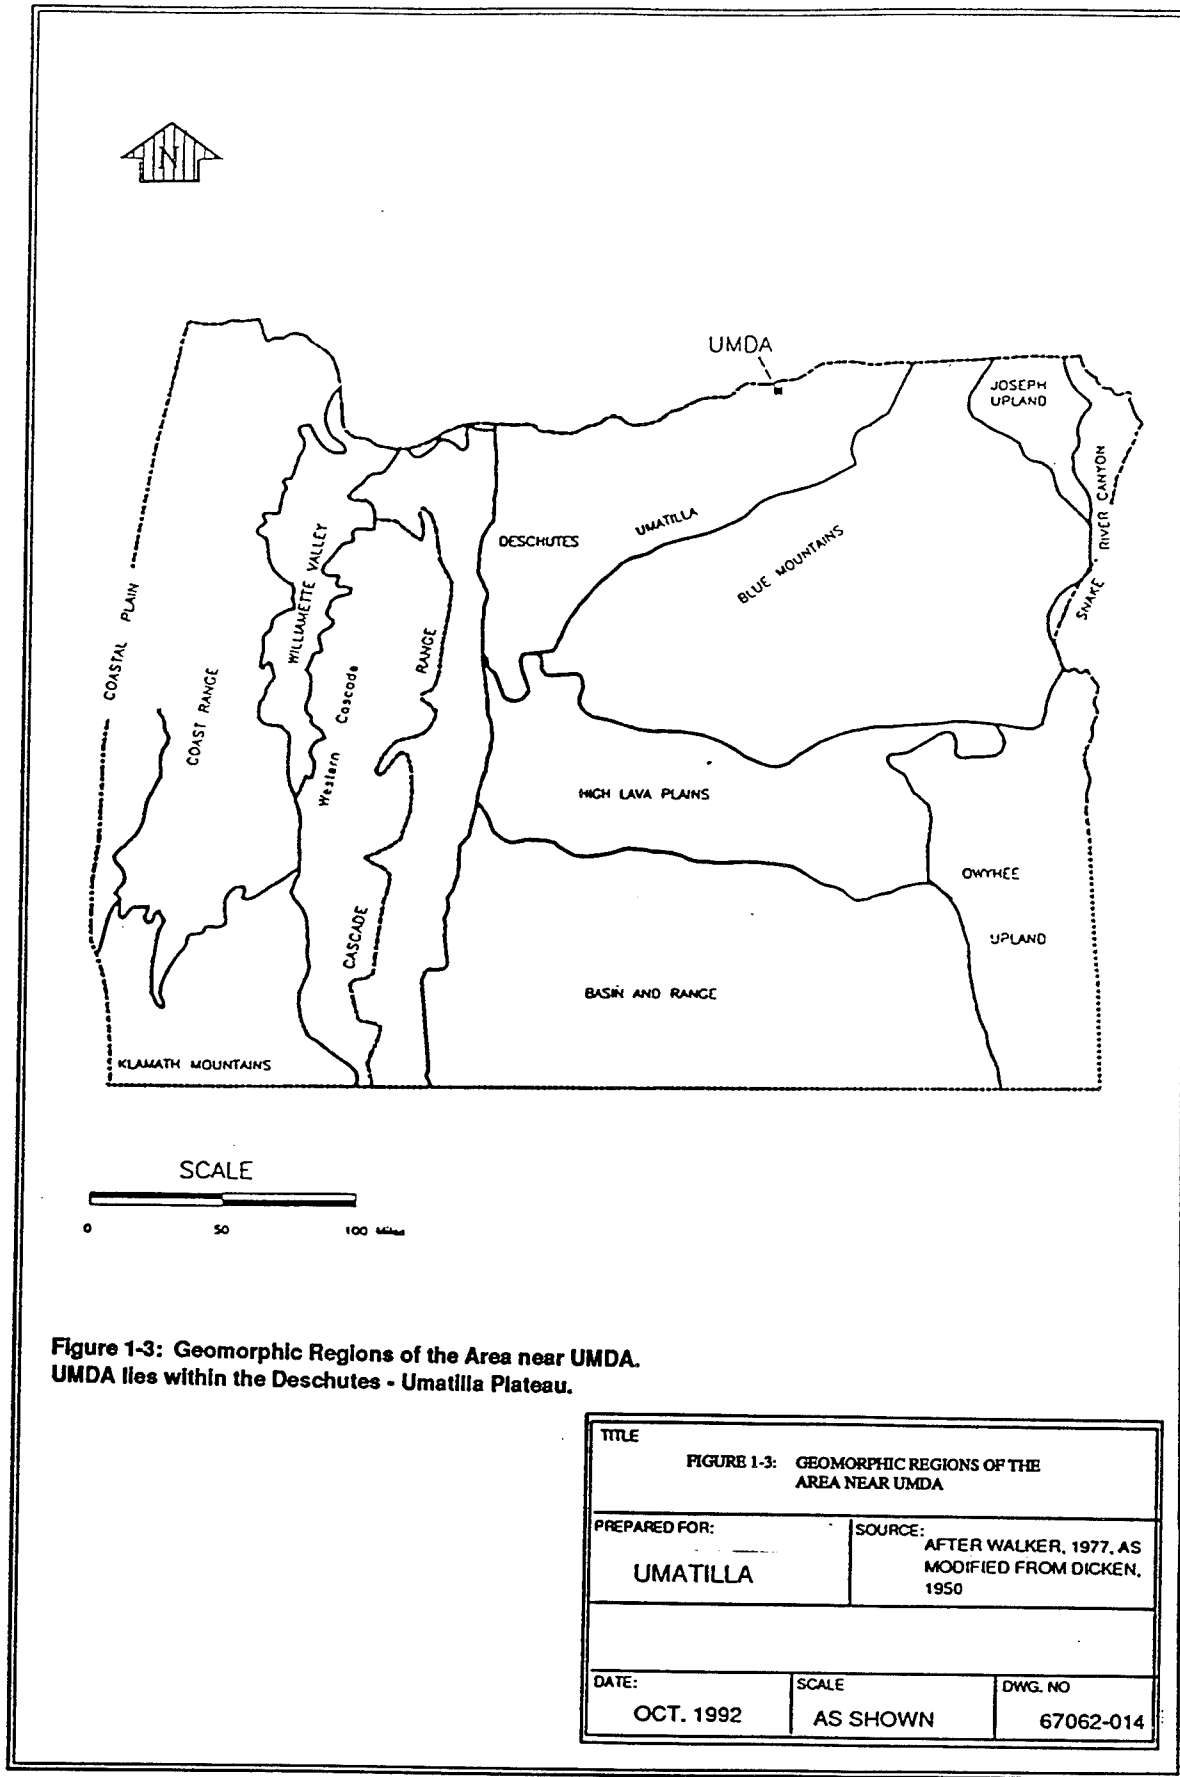 N
UMDA
JOSEPH
UPLAND
SNAKE RIVER CANYON
DESCHUTES
UMATILLA
BLUE MOUNTAINS
COASTAL PLAIN
COAST RANGE
WILLIAMETTE VALLEY
Western Cascade
CASCADE RANGE
HIGH LAVA PLAINS
OWYHEE
UPLAND
BASIN AND RANGE
KLAMATH MOUNTAINS
SCALE
0 50 100 Miles
Figure 1-3: Geomorphic Regions of the Area near UMDA.
UMDA lies within the Deschutes - Umatilla Plateau.
TITLE
FIGURE 1-3: GEOMORPHIC REGIONS OF THE
AREA NEAR UMDA
PREPARED FOR:
UMATILLA
SOURCE:
AFTER WALKER, 1977, AS
MODIFIED FROM DICKEN,
1950
DATE:
OCT. 1992
SCALE
AS SHOWN
DWG. NO
67062-014